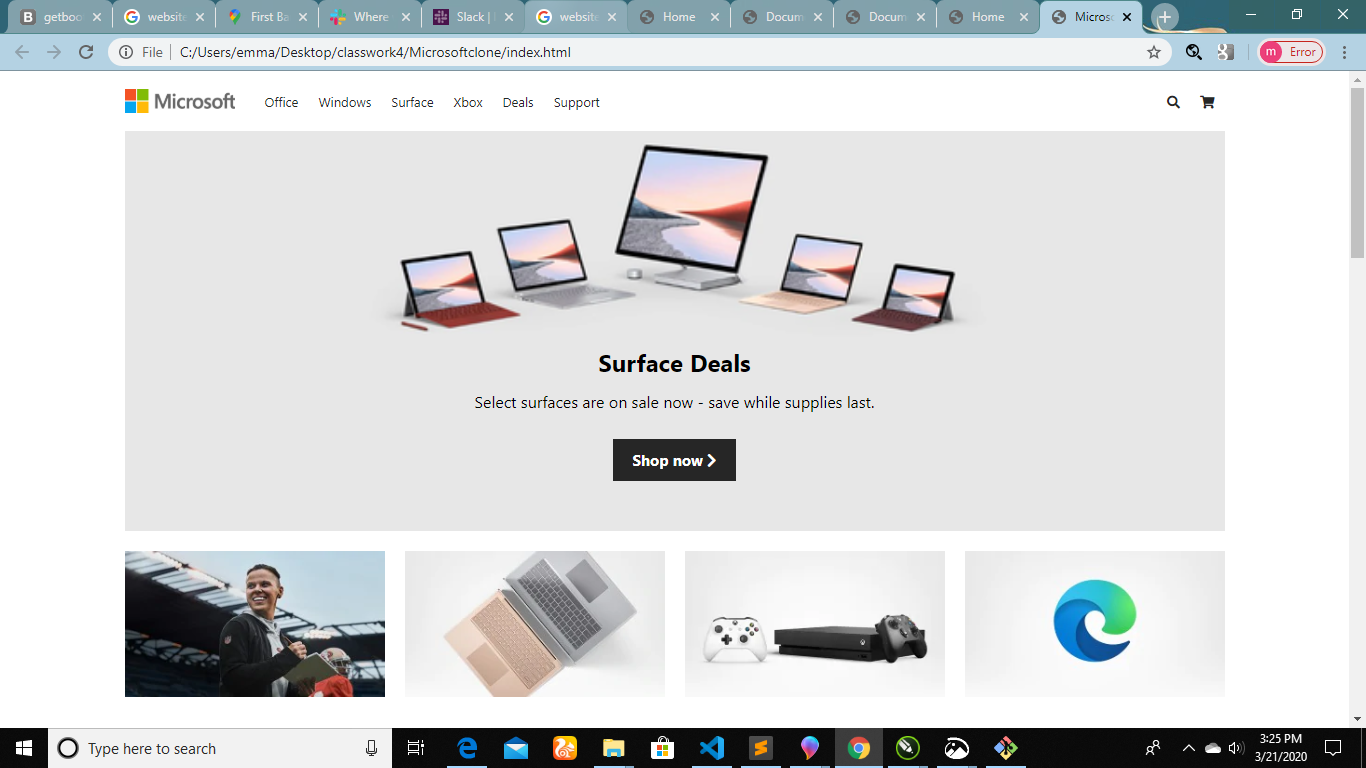 getboo
website
First Ba
Where
Slack |
website
Home
Docum
Docum
Home
Microso
File
C:/Users/emma/Desktop/classwork4/Microsoftclone/index.html
m Error
Microsoft Office Windows Surface Xbox Deals Support
Surface Deals
Select surfaces are on sale now - save while supplies last.
Shop now
Type here to search
3:25 PM
3/21/2020